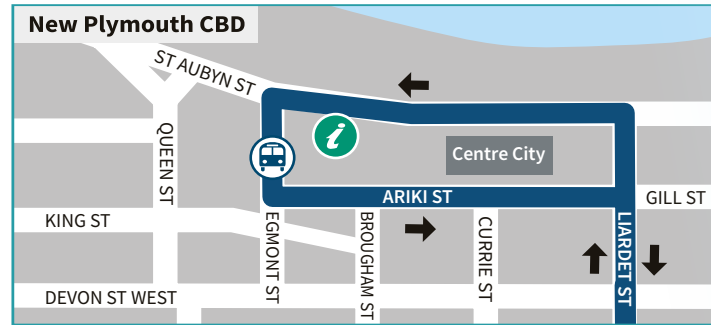 New Plymouth CBD
ST AUBYN ST
i
QUEEN ST
Centre City
ARIKI ST
GILL ST
KING ST
EGMONT ST
BROUGHAM ST
CURRIE ST
LIARDET ST
DEVON ST WEST